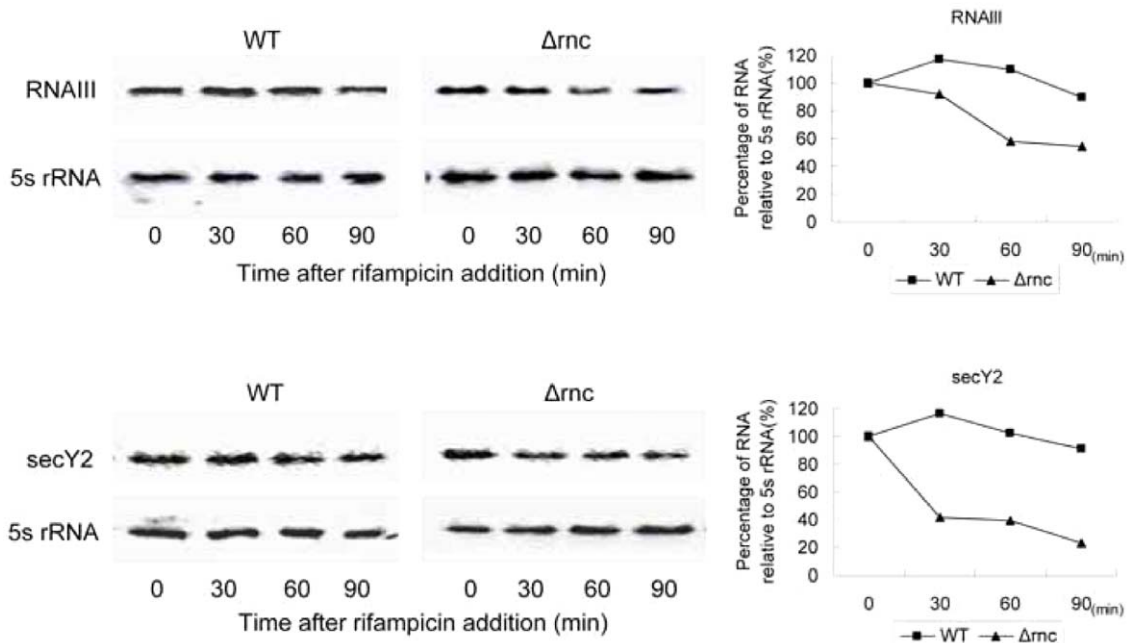 WT Δrnc
RNAIII
5s rRNA
0 30 60 90 0 30 60 90
Time after rifampicin addition (min)
RNAIII
Percentage of RNA
relative to 5s rRNA(%)
120
100
80
60
40
20
0
0 30 60 90(min)
WT Δrnc
WT Δrnc
secY2
5s rRNA
0 30 60 90 0 30 60 90
Time after rifampicin addition (min)
secY2
Percentage of RNA
relative to 5s rRNA(%)
120
100
80
60
40
20
0
0 30 60 90(min)
WT Δrnc